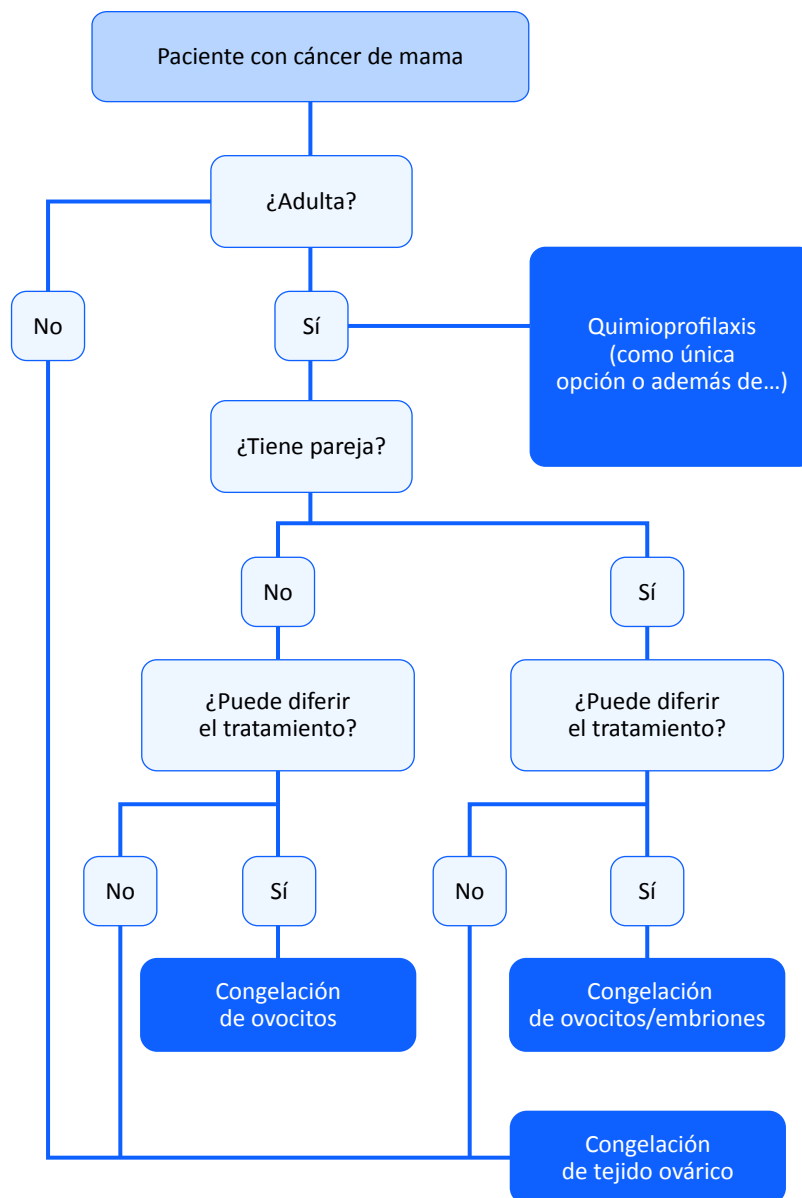 Paciente con cáncer de mama
¿Adulta?
No
Sí
Quimioprofilaxis
(como única
opción o además de...)
¿Tiene pareja?
No
Sí
¿Puede diferir
el tratamiento?
¿Puede diferir
el tratamiento?
No
Sí
No
Sí
Congelación
de ovocitos
Congelación
de ovocitos/embriones
Congelación
de tejido ovárico